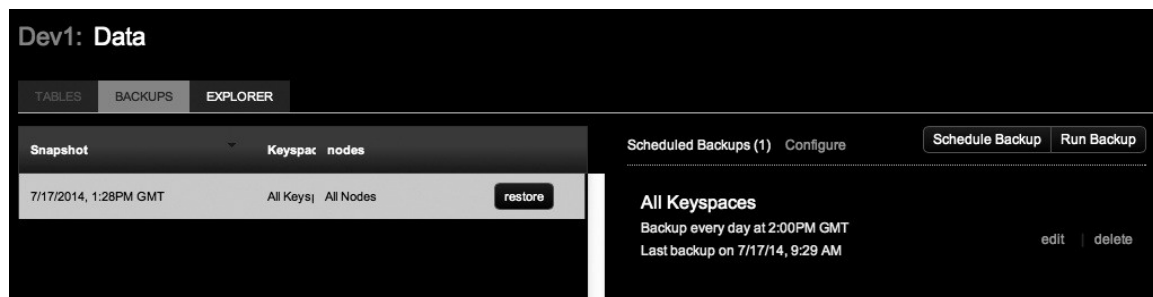 Dev1: Data
TABLES BACKUPS EXPLORER
Snapshot Keyspac nodes
7/17/2014, 1:28PM GMT All Keys All Nodes restore
Scheduled Backups (1) Configure Schedule Backup Run Backup
All Keyspaces
Backup every day at 2:00PM GMT
Last backup on 7/17/14, 9:29 AM
edit | delete